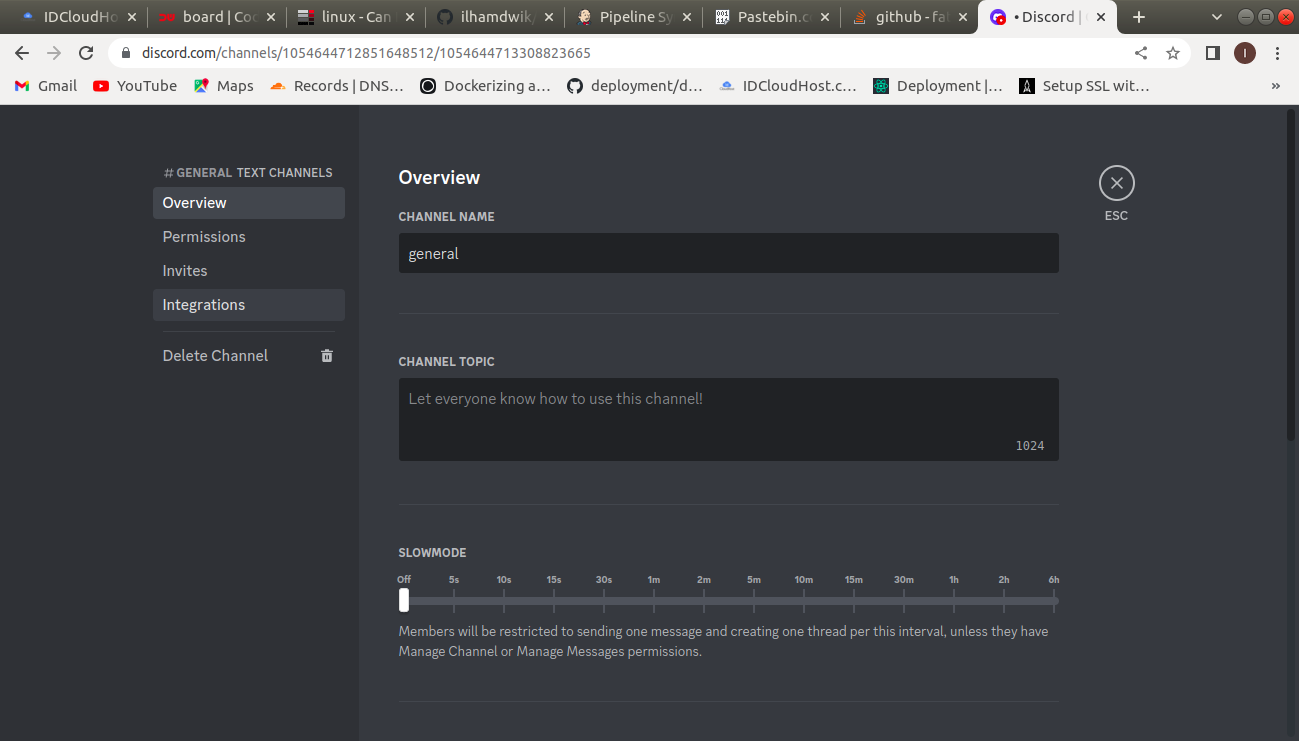 IDCloudHo
board | Coo
linux - Can
ilhamdwik/
Pipeline Sy
Pastebin.c
github - fat
• Discord |
discord.com/channels/1054644712851648512/1054644713308823665
I
Gmail
YouTube
Maps
Records | DNS...
Dockerizing a...
deployment/d...
IDCloudHost.c...
Deployment |...
Setup SSL wit...
»
# GENERAL TEXT CHANNELS
Overview
Permissions
Invites
Integrations
Delete Channel
Overview
ESC
CHANNEL NAME
general
CHANNEL TOPIC
Let everyone know how to use this channel!
1024
SLOWMODE
Off 5s 10s 15s 30s 1m 2m 5m 10m 15m 30m 1h 2h 6h
Members will be restricted to sending one message and creating one thread per this interval, unless they have
Manage Channel or Manage Messages permissions.